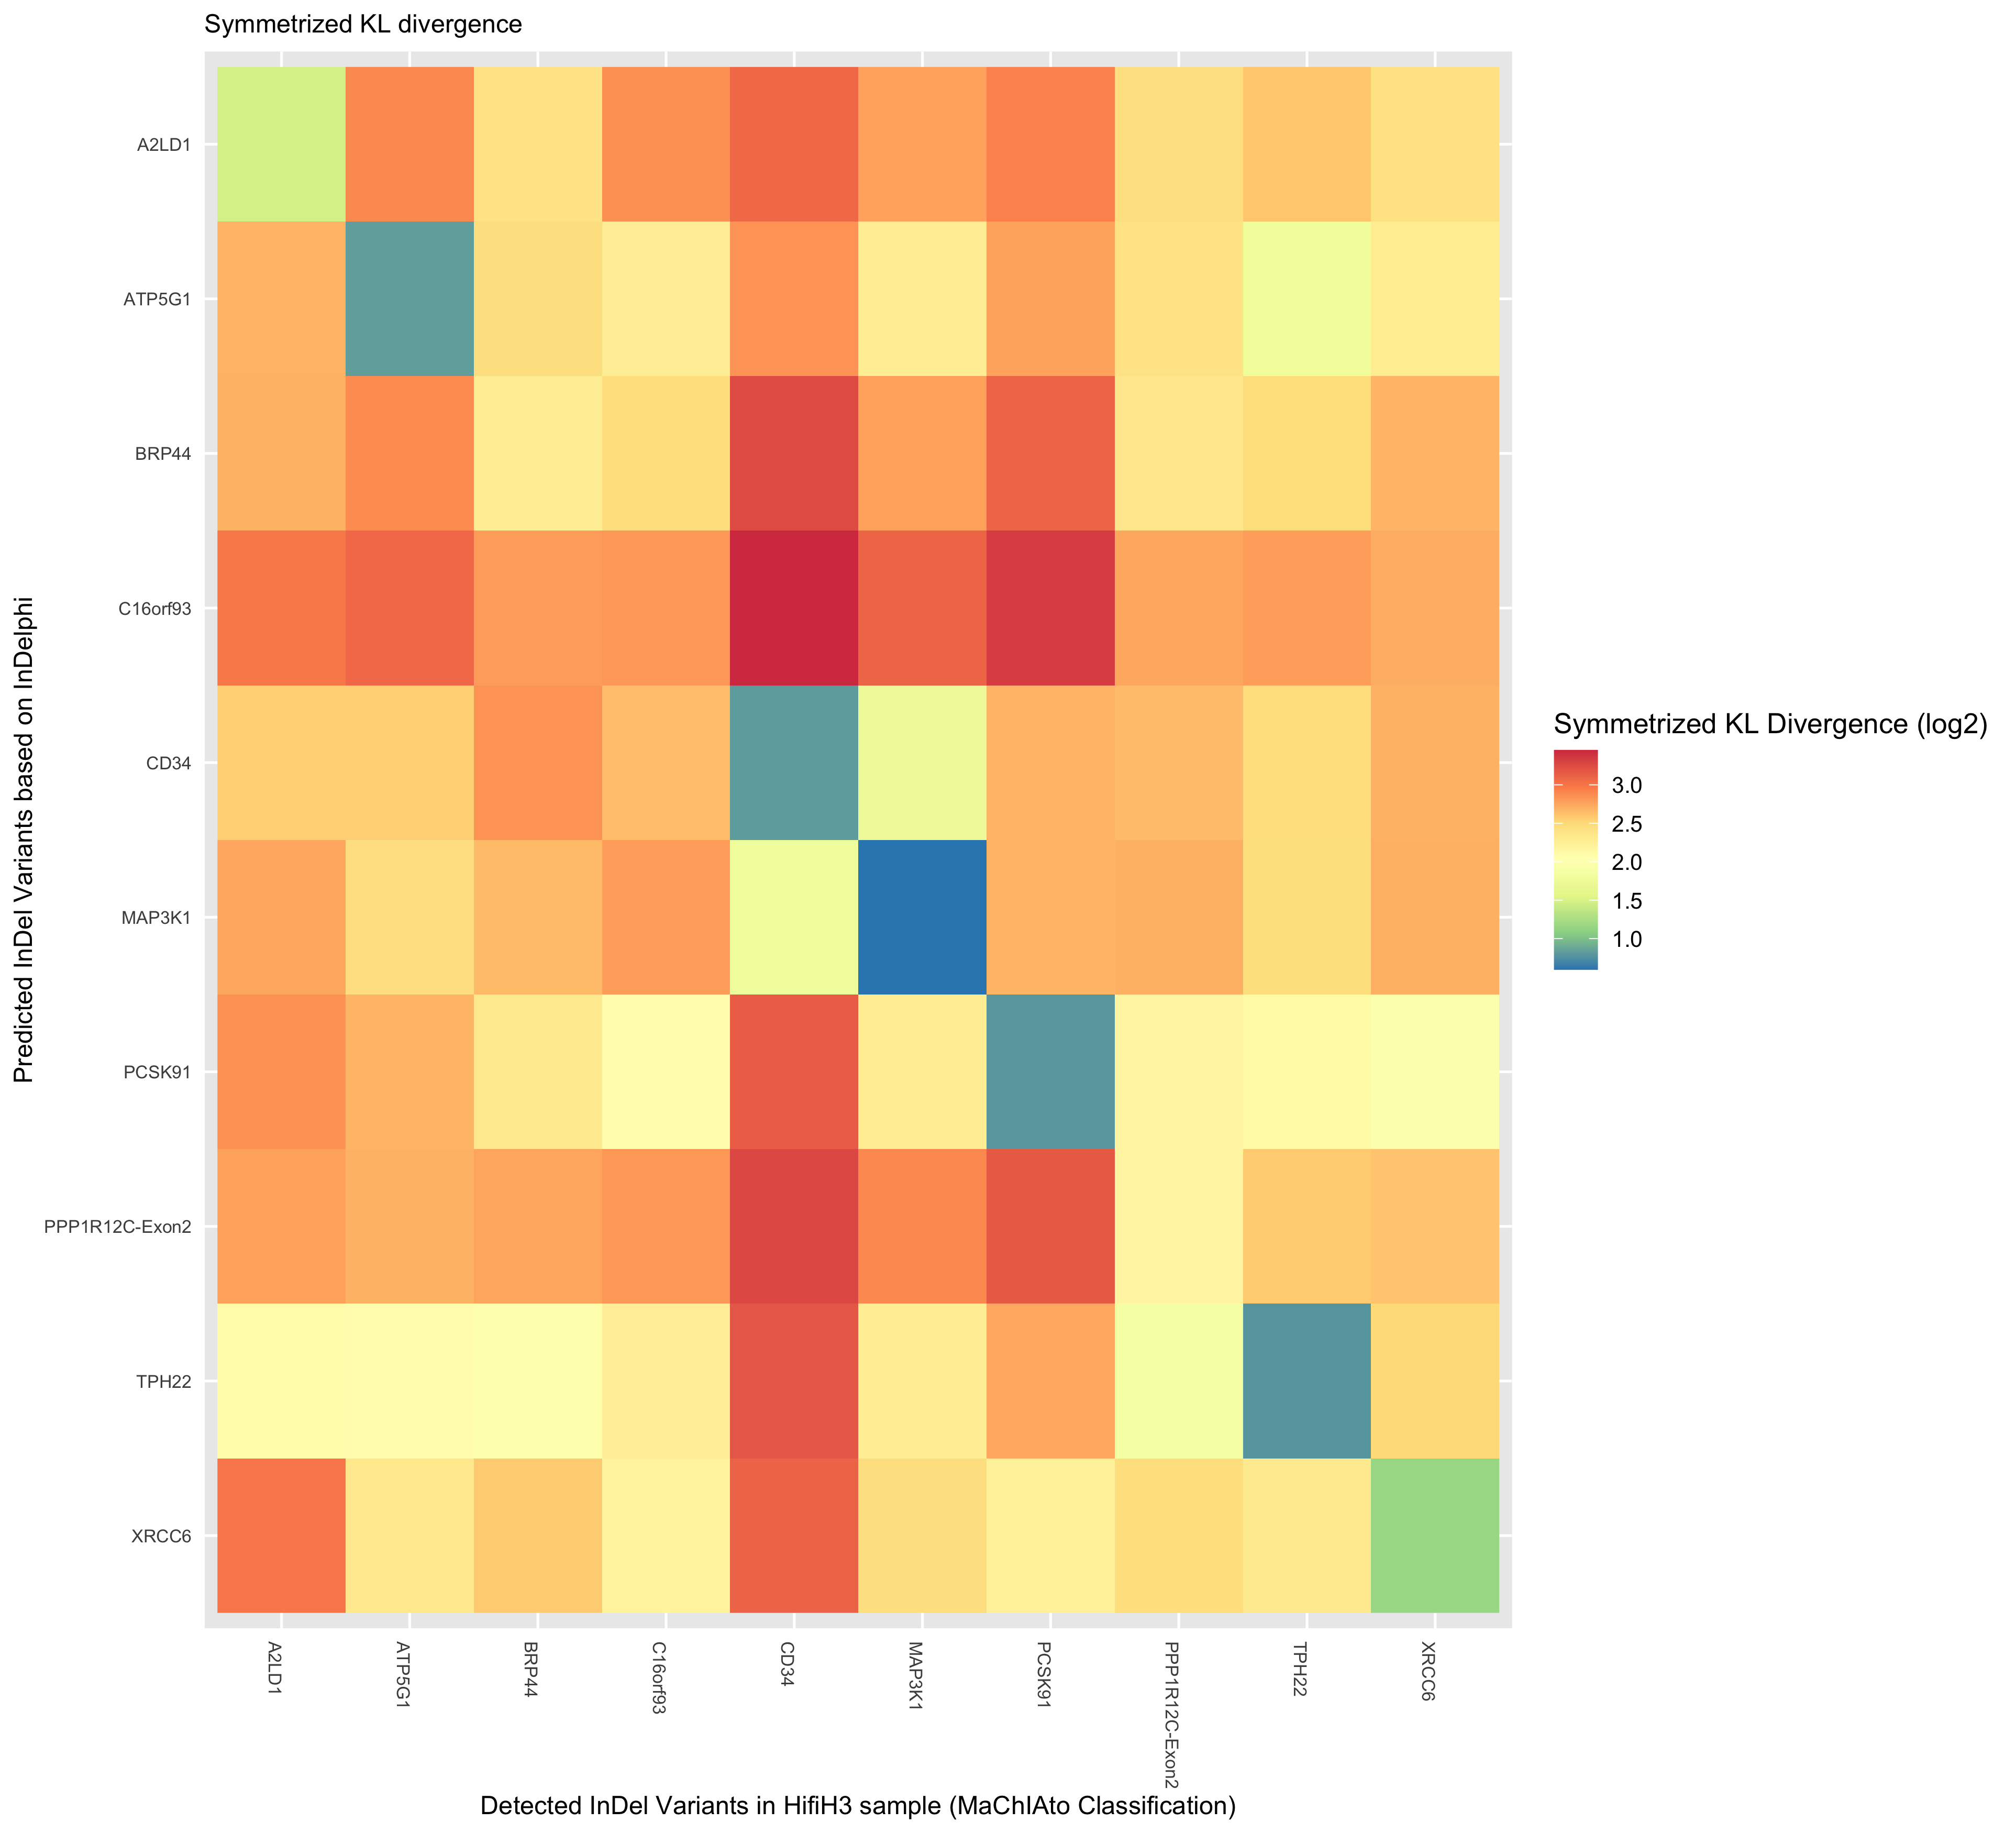 Symmetrized KL divergence
Predicted InDel Variants based on InDelphi
A2LD1
ATP5G1
BRP44
C16orf93
CD34
MAP3K1
PCSK91
PPP1R12C-Exon2
TPH22
XRCC6
A2LD1
ATP5G1
BRP44
C16orf93
CD34
MAP3K1
PCSK91
PPP1R12C-Exon2
TPH22
XRCC6
Detected InDel Variants in HifiH3 sample (MaChIAto Classification)
Symmetrized KL Divergence (log2)
3.0
2.5
2.0
1.5
1.0